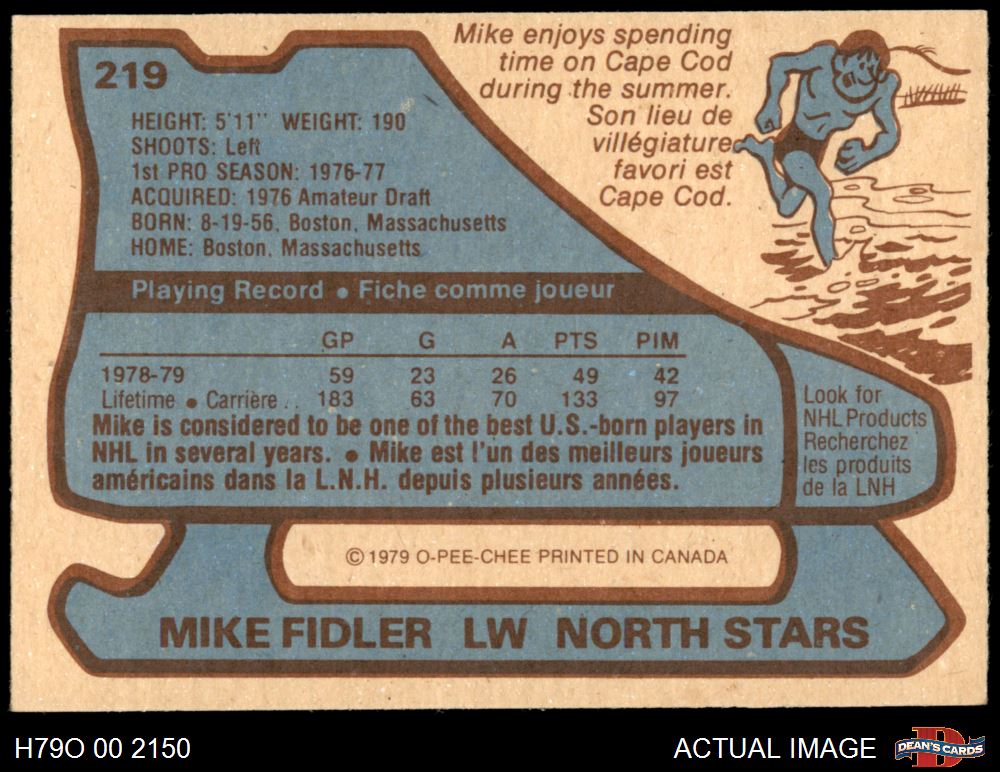 219
Mike enjoys spending
time on Cape Cod
during the summer.
Son lieu de
villégiature
favori est
Cape Cod.
HEIGHT: 5'11" WEIGHT: 190
SHOOTS: Left
1st PRO SEASON: 1976-77
ACQUIRED: 1976 Amateur Draft
BORN: 8-19-56, Boston, Massachusetts
HOME: Boston, Massachusetts
Playing Record • Fiche comme joueur
GP G A PTS PIM
1978-79 59 23 26 49 42
Lifetime • Carrière .. 183 63 70 133 97
Mike is considered to be one of the best U.S.-born players in
NHL in several years. • Mike est l'un des meilleurs joueurs
américains dans la L.N.H. depuis plusieurs années.
Look for
NHL Products
Recherchez
les produits
de la LNH
© 1979 O-PEE-CHEE PRINTED IN CANADA
MIKE FIDLER LW NORTH STARS
H79O 00 2150
ACTUAL IMAGE
D
DEAN'S CARDS